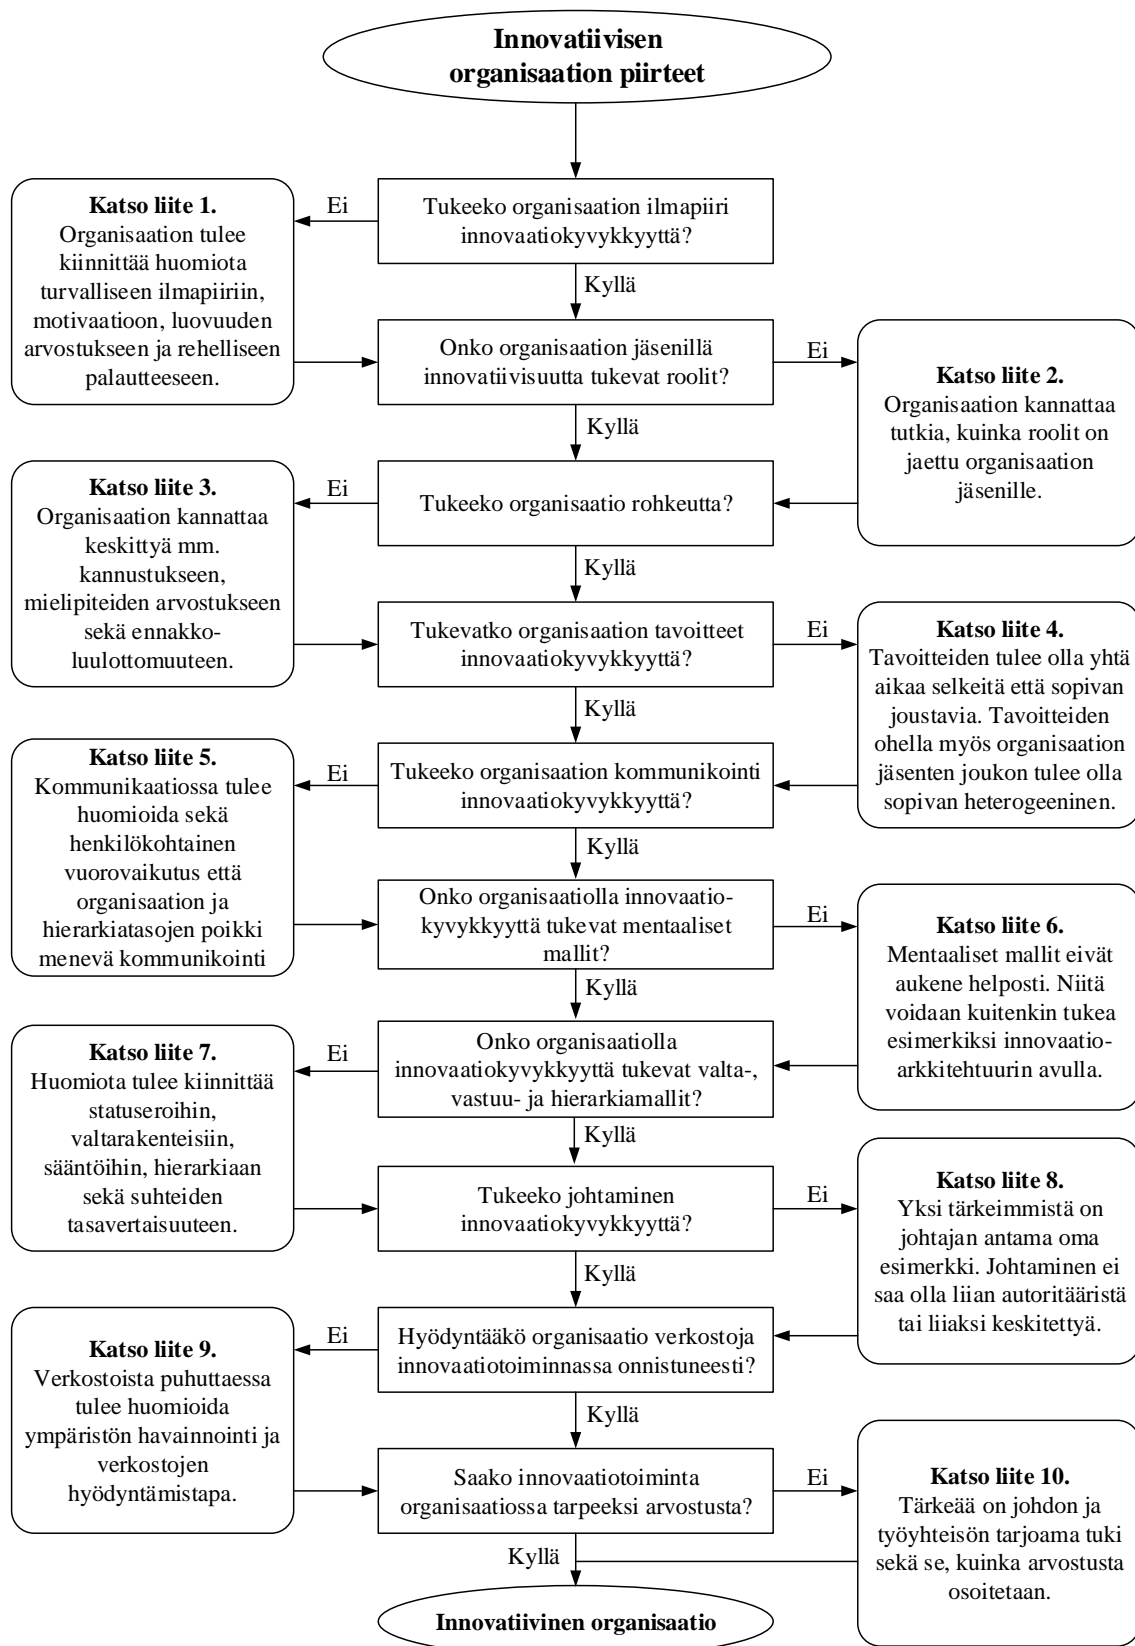 Innovatiivisen
organisaation piirteet
Tukeeko organisaation ilmapiiri
innovaatiokyvykkyyttä?
Ei
Katso liite 1.
Organisaation tulee
kiinnittää huomiota
turvalliseen ilmapiiriin,
motivaatioon, luovuuden
arvostukseen ja rehelliseen
palautteeseen.
Kyllä
Onko organisaation jäsenillä
innovatiivisuutta tukevat roolit?
Ei
Katso liite 2.
Organisaation kannattaa
tutkia, kuinka roolit on
jaettu organisaation
jäsenille.
Kyllä
Tukeeko organisaatio rohkeutta?
Ei
Katso liite 3.
Organisaation kannattaa
keskittyä mm.
kannustukseen,
mielipiteiden arvostukseen
sekä ennakko-
luulottomuuteen.
Kyllä
Tukevatko organisaation tavoitteet
innovaatiokyvykkyyttä?
Ei
Katso liite 4.
Tavoitteiden tulee olla yhtä
aikaa selkeitä että sopivan
joustavia. Tavoitteiden
ohella myös organisaation
jäsenten joukon tulee olla
sopivan heterogeeninen.
Kyllä
Tukeeko organisaation kommunikointi
innovaatiokyvykkyyttä?
Ei
Katso liite 5.
Kommunikaatiossa tulee
huomioida sekä
henkilökohtainen
vuorovaikutus että
organisaation ja
hierarkiatasojen poikki
menevä kommunikointi
Kyllä
Onko organisaatiolla innovaatio-
kyvykkyyttä tukevat mentaaliset
mallit?
Ei
Katso liite 6.
Mentaaliset mallit eivät
aukene helposti. Niitä
voidaan kuitenkin tukea
esimerkiksi innovaatio-
arkkitehtuurin avulla.
Kyllä
Onko organisaatiolla
innovaatiokyvykkyyttä tukevat valta-,
vastuu- ja hierarkiamallit?
Ei
Katso liite 7.
Huomiota tulee kiinnittää
statuseroihin,
valtarakenteisiin,
sääntöihin, hierarkiaan
sekä suhteiden
tasavertaisuuteen.
Kyllä
Tukeeko johtaminen
innovaatiokyvykkyyttä?
Ei
Katso liite 8.
Yksi tärkeimmistä on
johtajan antama oma
esimerkki. Johtaminen ei
saa olla liian autoritääristä
tai liiaksi keskitettyä.
Kyllä
Hyödyntääkö organisaatio verkostoja
innovaatiotoiminnassa onnistuneesti?
Ei
Katso liite 9.
Verkostoista puhuttaessa
tulee huomioida
ympäristön havainnointi ja
verkostojen
hyödyntämistapa.
Kyllä
Saako innovaatiotoiminta
organisaatiossa tarpeeksi arvostusta?
Ei
Katso liite 10.
Tärkeää on johdon ja
työyhteisön tarjoama tuki
sekä se, kuinka arvostusta
osoitetaan.
Kyllä
Innovatiivinen organisaatio